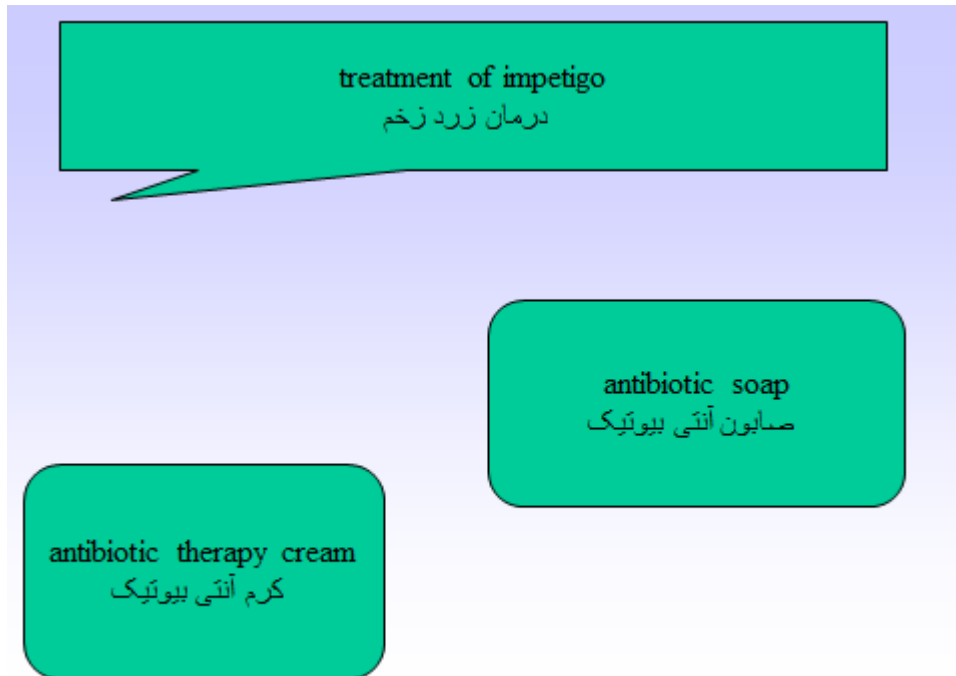 treatment of impetigo
درمان زرد زخم
antibiotic soap
صابون آنتی بیوتیک
antibiotic therapy cream
کرم آنتی بیوتیک